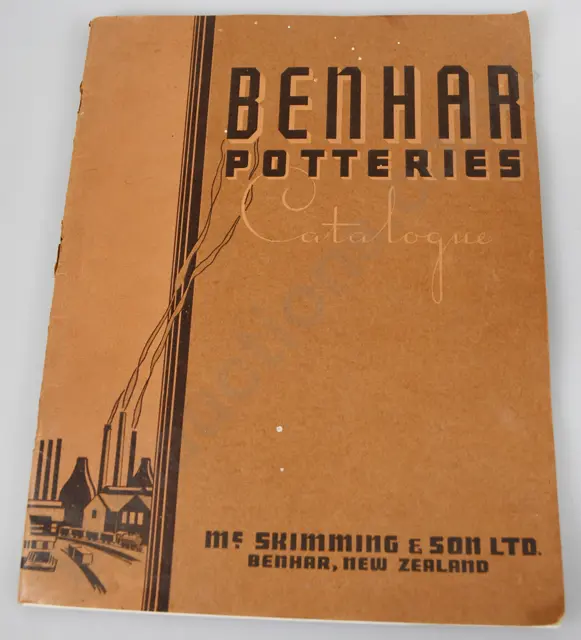 BENHAR
POTTERIES
Catalogue
Mc SKIMMING & SON LTD.
BENHAR, NEW ZEALAND